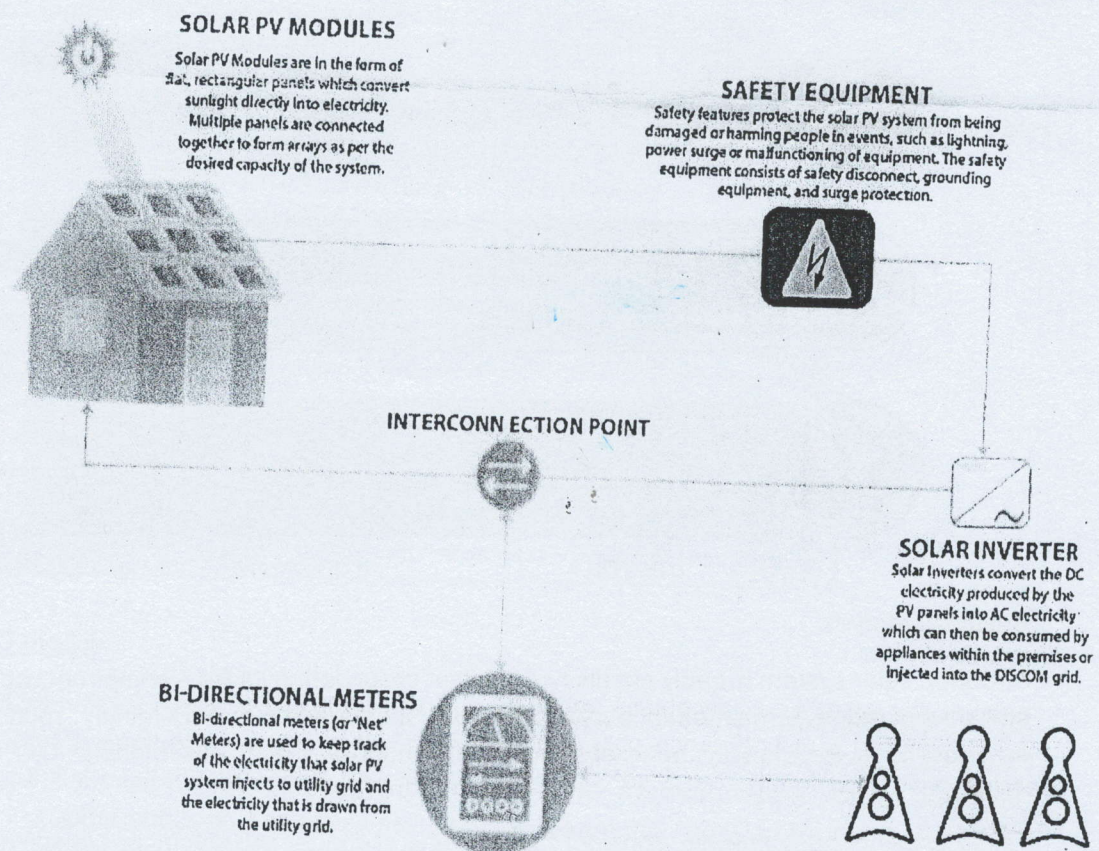 SOLAR PV MODULES
Solar PV Modules are in the form of
flat, rectangular panels which convert
sunlight directly into electricity.
Multiple panels are connected
together to form arrays as per the
desired capacity of the system.
SAFETY EQUIPMENT
Safety features protect the solar PV system from being
damaged or harming people in events, such as lightning,
power surge or malfunctioning of equipment. The safety
equipment consists of safety disconnect, grounding
equipment, and surge protection.
INTERCONN ECTION POINT
SOLAR INVERTER
Solar Inverters convert the DC
electricity produced by the
PV panels into AC electricity
which can then be consumed by
appliances within the premises or
injected into the DISCOM grid.
BI-DIRECTIONAL METERS
Bi-directional meters (or "Net"
Meters) are used to keep track
of the electricity that solar PV
system injects to utility grid and
the electricity that is drawn from
the utility grid.